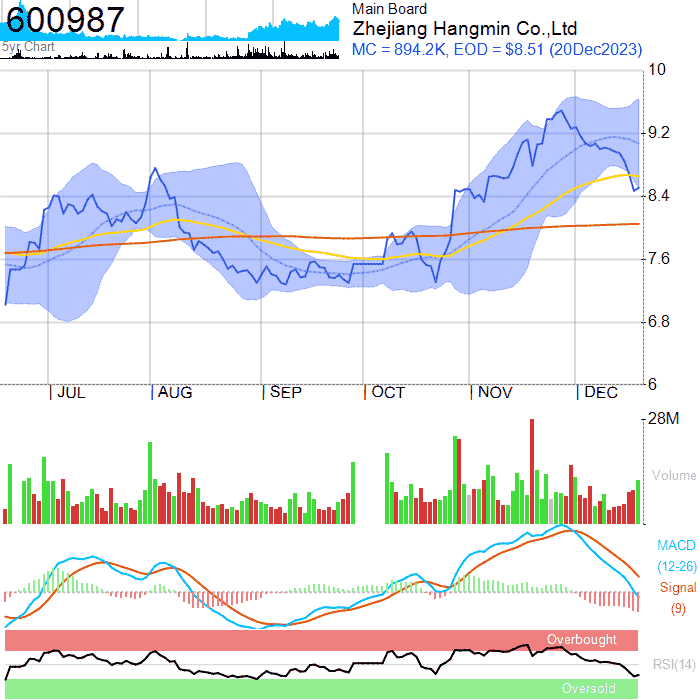 600987
5yr Chart
Main Board
Zhejiang Hangmin Co.,Ltd
MC = 894.2K, EOD = $8.51 (20Dec2023)
10
9.2
8.4
7.6
6.8
6
JUL AUG SEP OCT NOV DEC
28M
Volume
MACD
(12-26)
Signal
(9)
Overbought
RSI(14)
Oversold